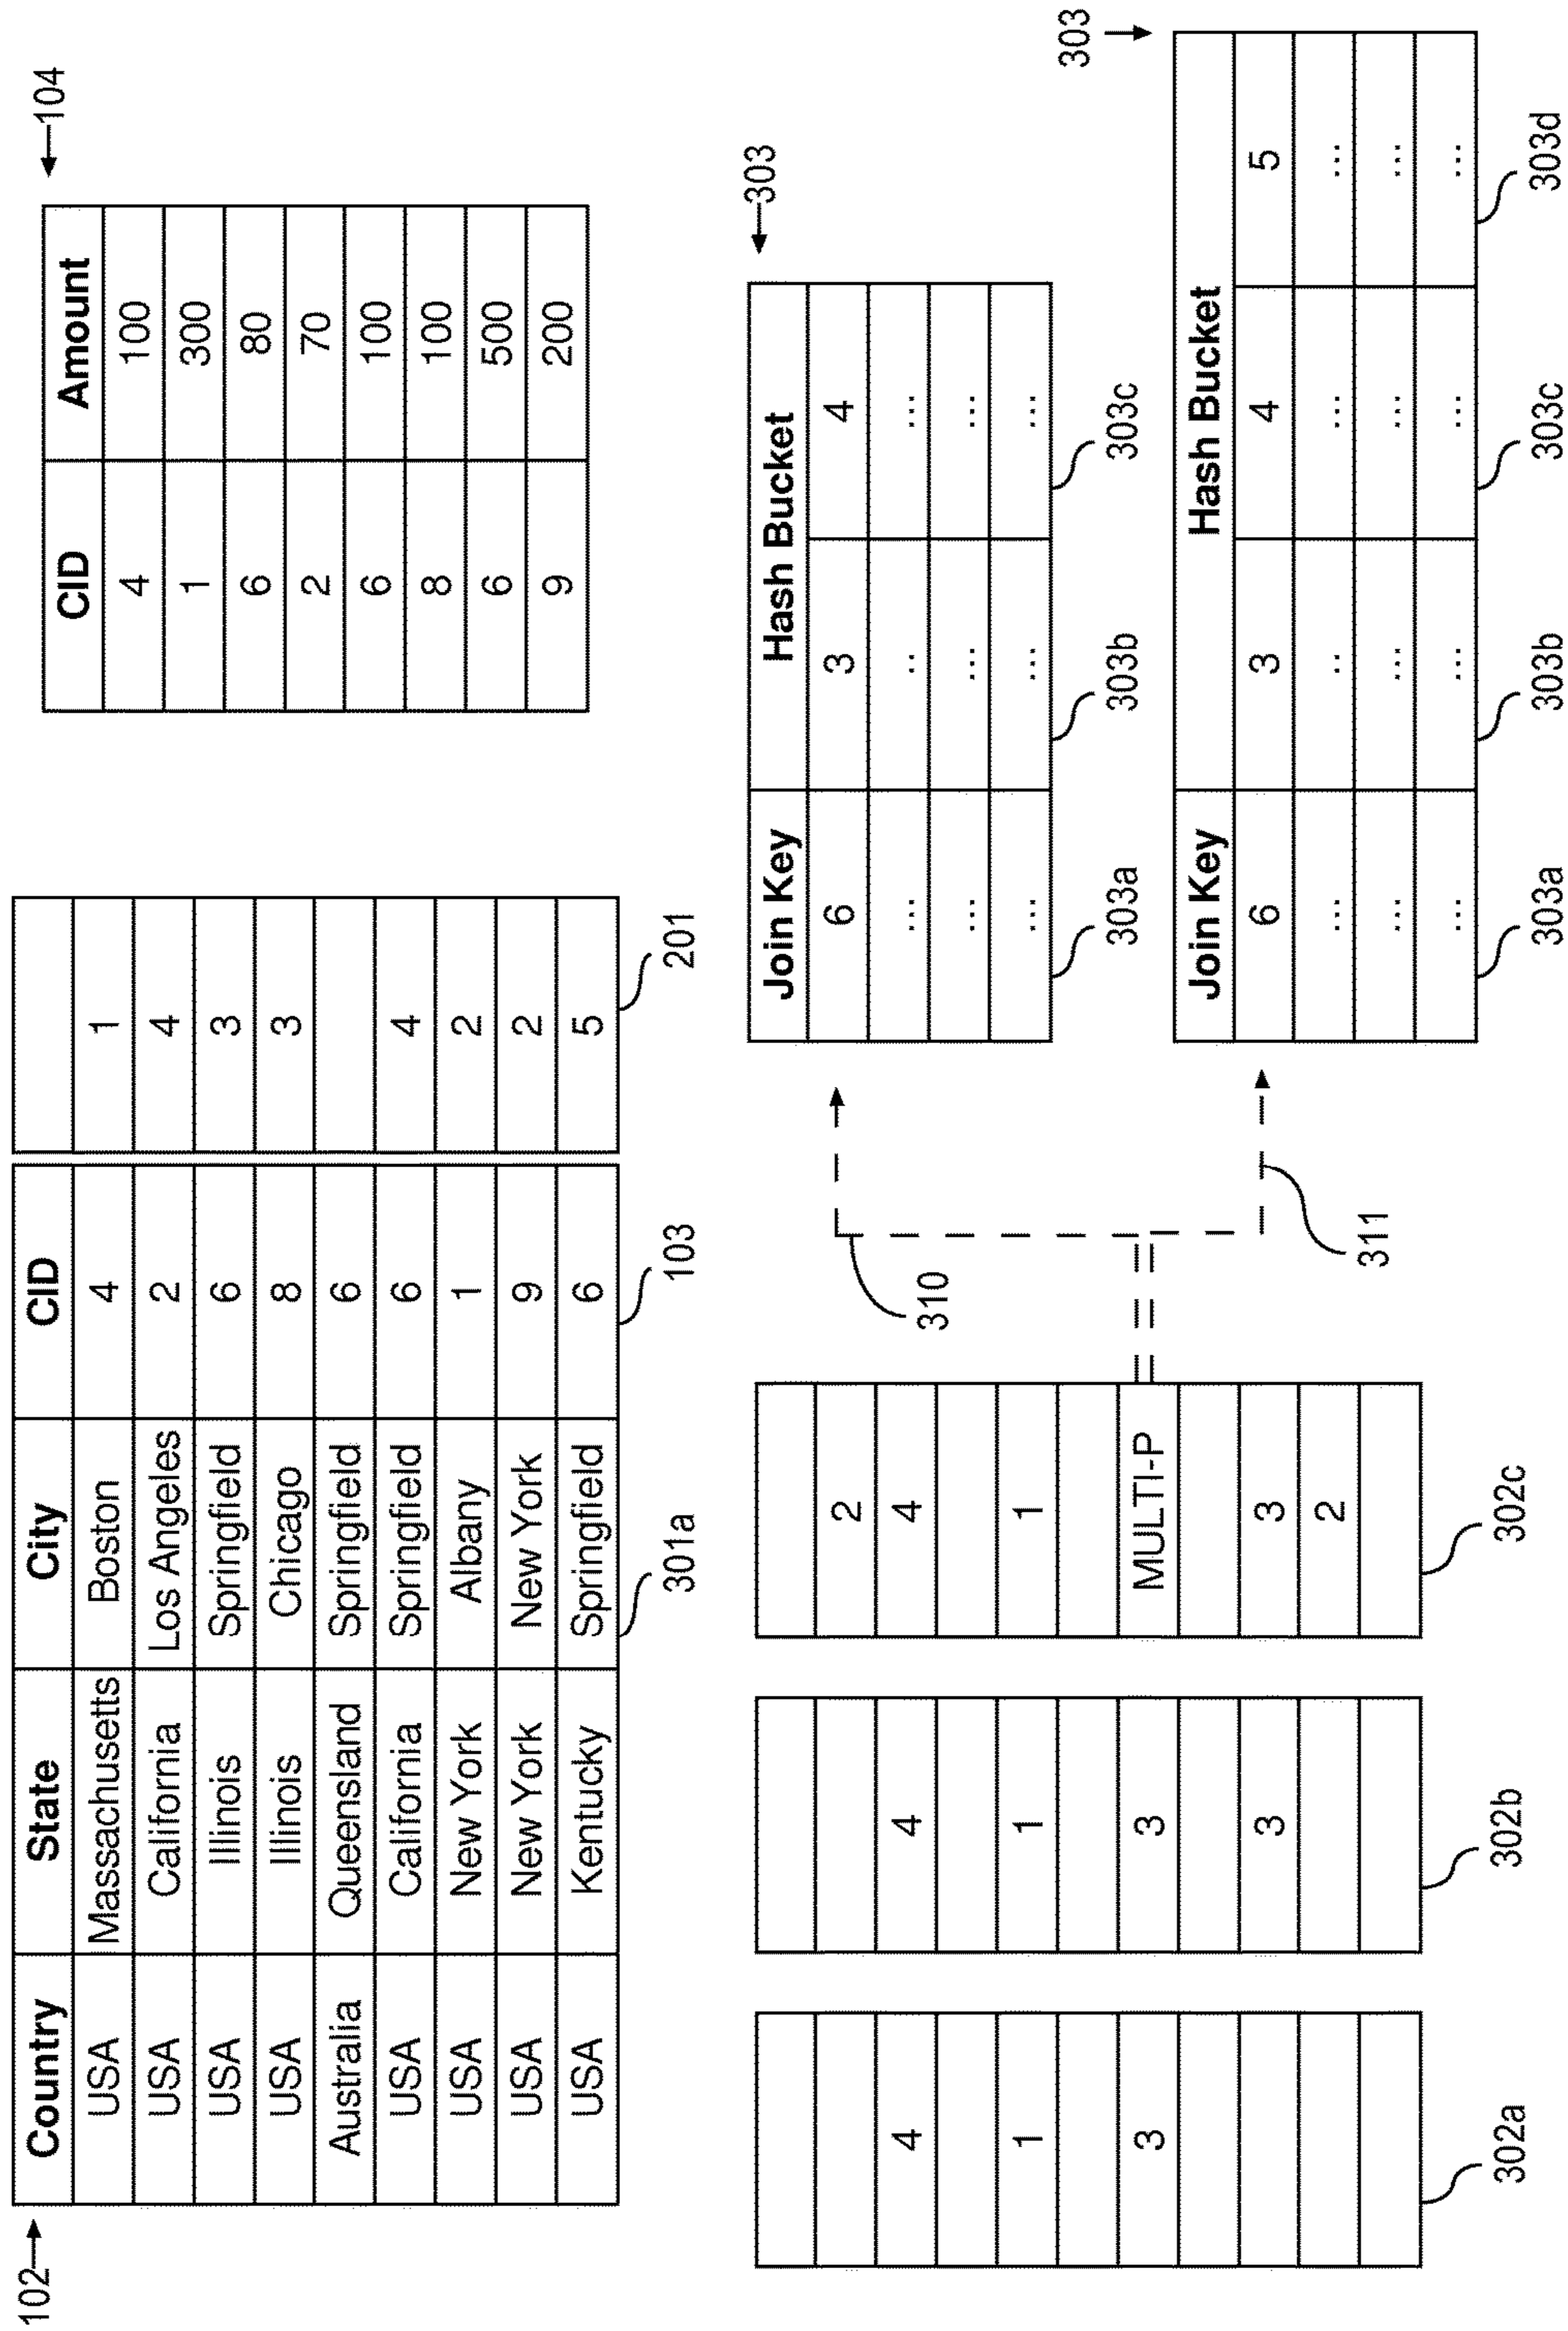 102
Country State City CID
USA Massachusetts Boston 4 1
USA California Los Angeles 2 4
USA Illinois Springfield 6 3
USA Illinois Chicago 8 3
Australia Queensland Springfield 6
USA California Springfield 6 4
USA New York Albany 1 2
USA New York New York 9 2
USA Kentucky Springfield 6 5
301a 103 201
104
CID Amount
4 100
1 300
6 80
2 70
6 100
8 100
6 500
9 200
4
1
3
302a
4
1
3
3
302b
2
4
1
MULTI-P
3
2
302c
310
311
303
Join Key Hash Bucket
6 3 4
... .. ...
... ... ...
... ... ...
303a 303b 303c
303
Join Key Hash Bucket
6 3 4 5
... .. ... ...
... ... ... ...
... ... ... ...
303a 303b 303c 303d